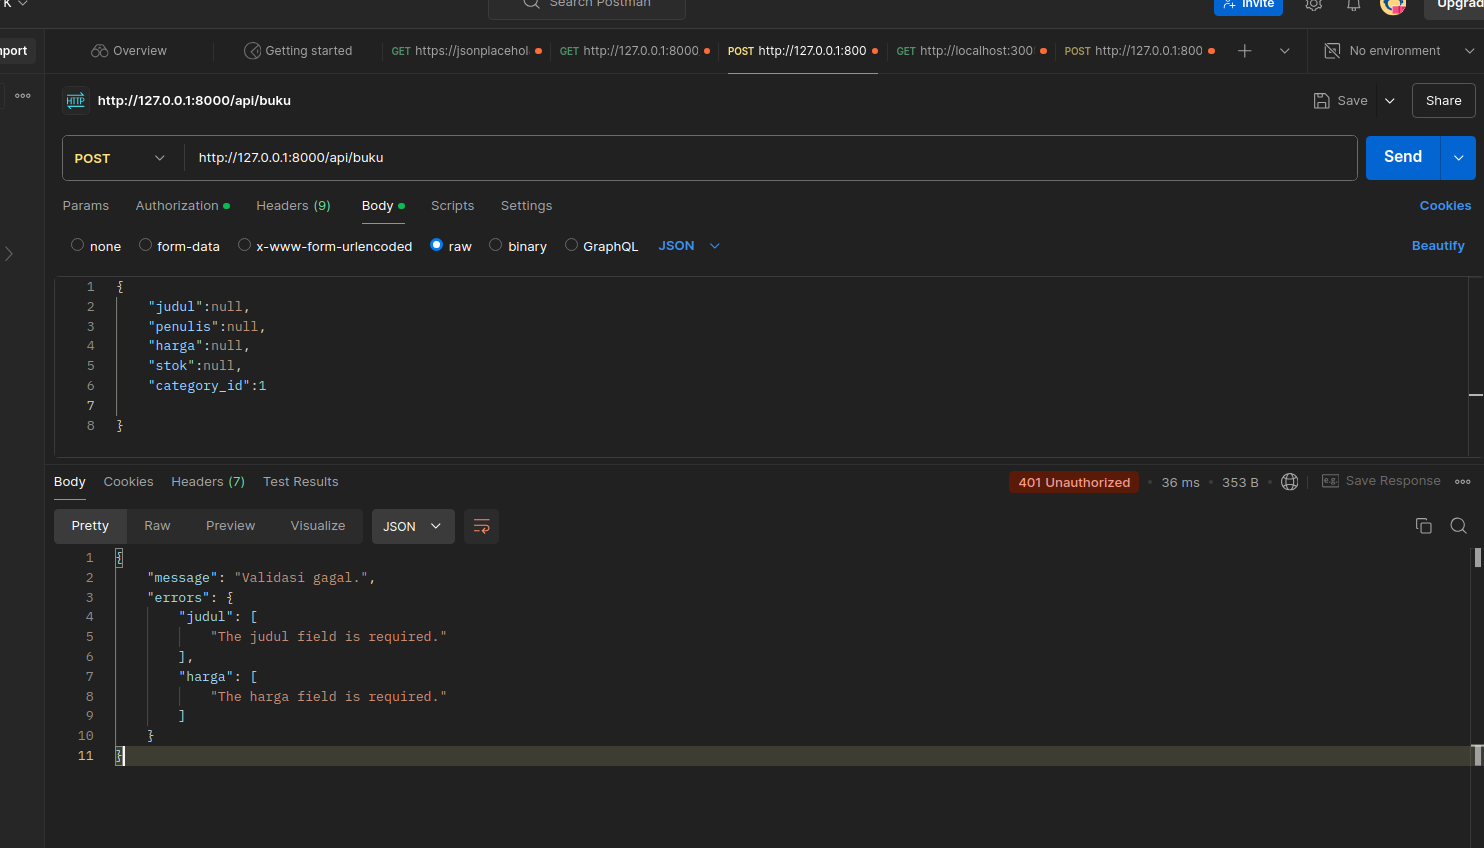 K
Search Postman
Invite
Upgrad
mport
Overview
Getting started
GET https://jsonplacehol
GET http://127.0.0.1:8000
POST http://127.0.0.1:800
GET http://localhost:300
POST http://127.0.0.1:800
No environment
HTTP
http://127.0.0.1:8000/api/buku
Save
Share
POST
http://127.0.0.1:8000/api/buku
Send
Params
Authorization
Headers (9)
Body
Scripts
Settings
Cookies
none
form-data
x-www-form-urlencoded
raw
binary
GraphQL
JSON
Beautify
1 {
2 "judul":null,
3 "penulis":null,
4 "harga":null,
5 "stok":null,
6 "category_id":1
7
8 }
Body
Cookies
Headers (7)
Test Results
401 Unauthorized
36 ms
353 B
e.g.
Save Response
Pretty
Raw
Preview
Visualize
JSON
1 {
2 "message": "Validasi gagal.",
3 "errors": {
4 "judul": [
5 "The judul field is required."
6 ],
7 "harga": [
8 "The harga field is required."
9 ]
10 }
11 }